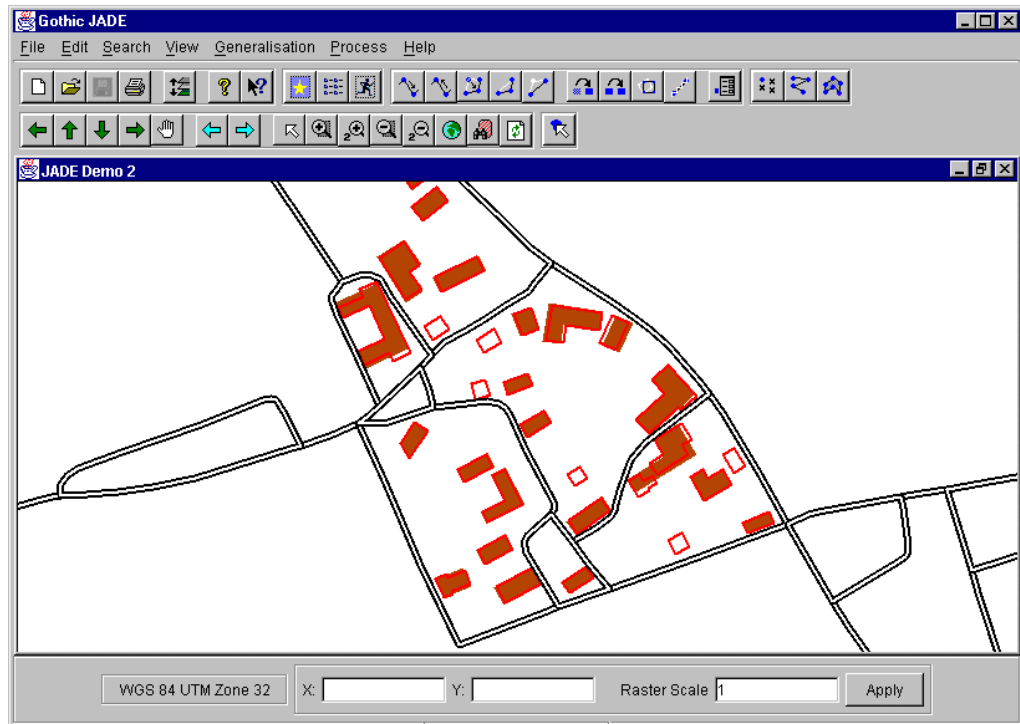 Gothic JADE
File Edit Search View Generalisation Process Help
JADE Demo 2
WGS 84 UTM Zone 32 X: Y: Raster Scale 1 Apply